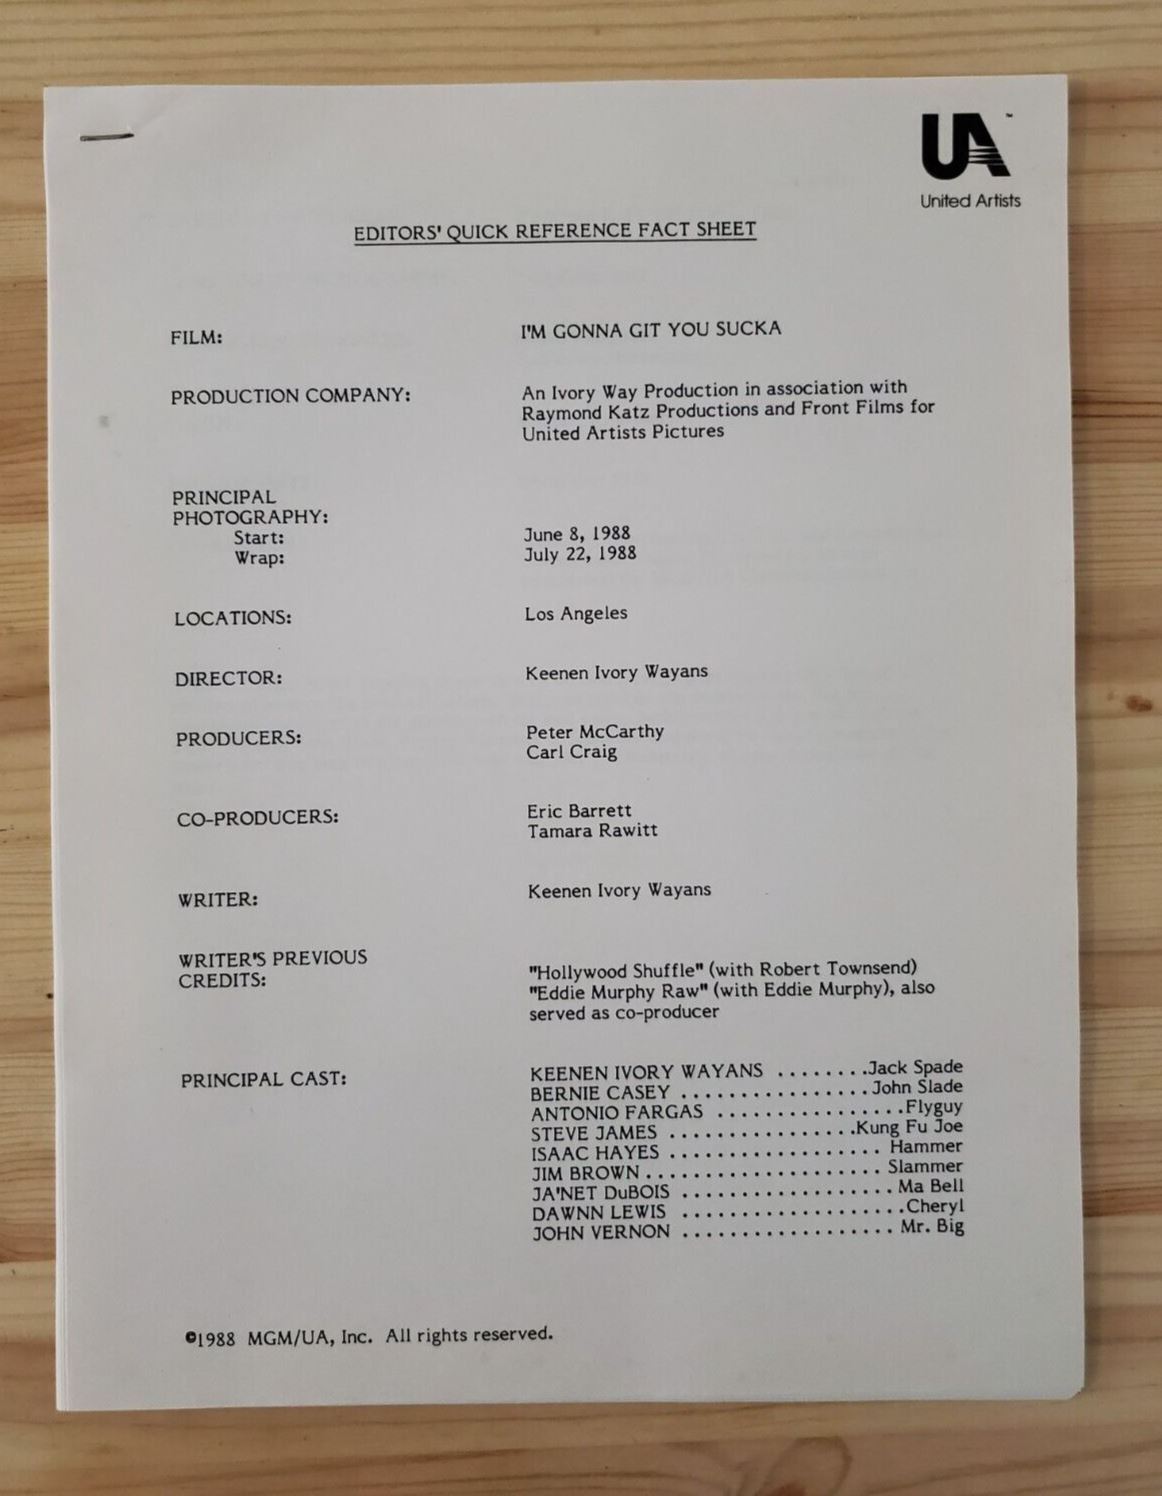 UA™
United Artists
EDITORS' QUICK REFERENCE FACT SHEET
FILM: I'M GONNA GIT YOU SUCKA
PRODUCTION COMPANY: An Ivory Way Production in association with
Raymond Katz Productions and Front Films for
United Artists Pictures
PRINCIPAL
PHOTOGRAPHY:
Start: June 8, 1988
Wrap: July 22, 1988
LOCATIONS: Los Angeles
DIRECTOR: Keenen Ivory Wayans
PRODUCERS: Peter McCarthy
Carl Craig
CO-PRODUCERS: Eric Barrett
Tamara Rawitt
WRITER: Keenen Ivory Wayans
WRITER'S PREVIOUS
CREDITS: "Hollywood Shuffle" (with Robert Townsend)
"Eddie Murphy Raw" (with Eddie Murphy), also
served as co-producer
PRINCIPAL CAST: KEENEN IVORY WAYANS ........Jack Spade
BERNIE CASEY ................John Slade
ANTONIO FARGAS ................Flyguy
STEVE JAMES ................Kung Fu Joe
ISAAC HAYES .................. Hammer
JIM BROWN.................... Slammer
JA'NET DuBOIS .................. Ma Bell
DAWNN LEWIS ...................Cheryl
JOHN VERNON .................. Mr. Big
©1988 MGM/UA, Inc. All rights reserved.